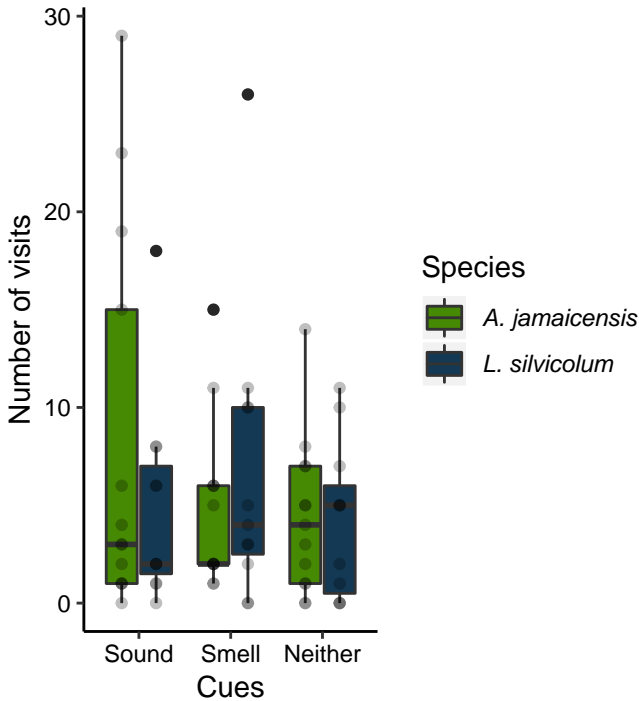 30
20
10
0
Number of visits
Sound Smell Neither
Cues
Species
A. jamaicensis
L. silvicolum